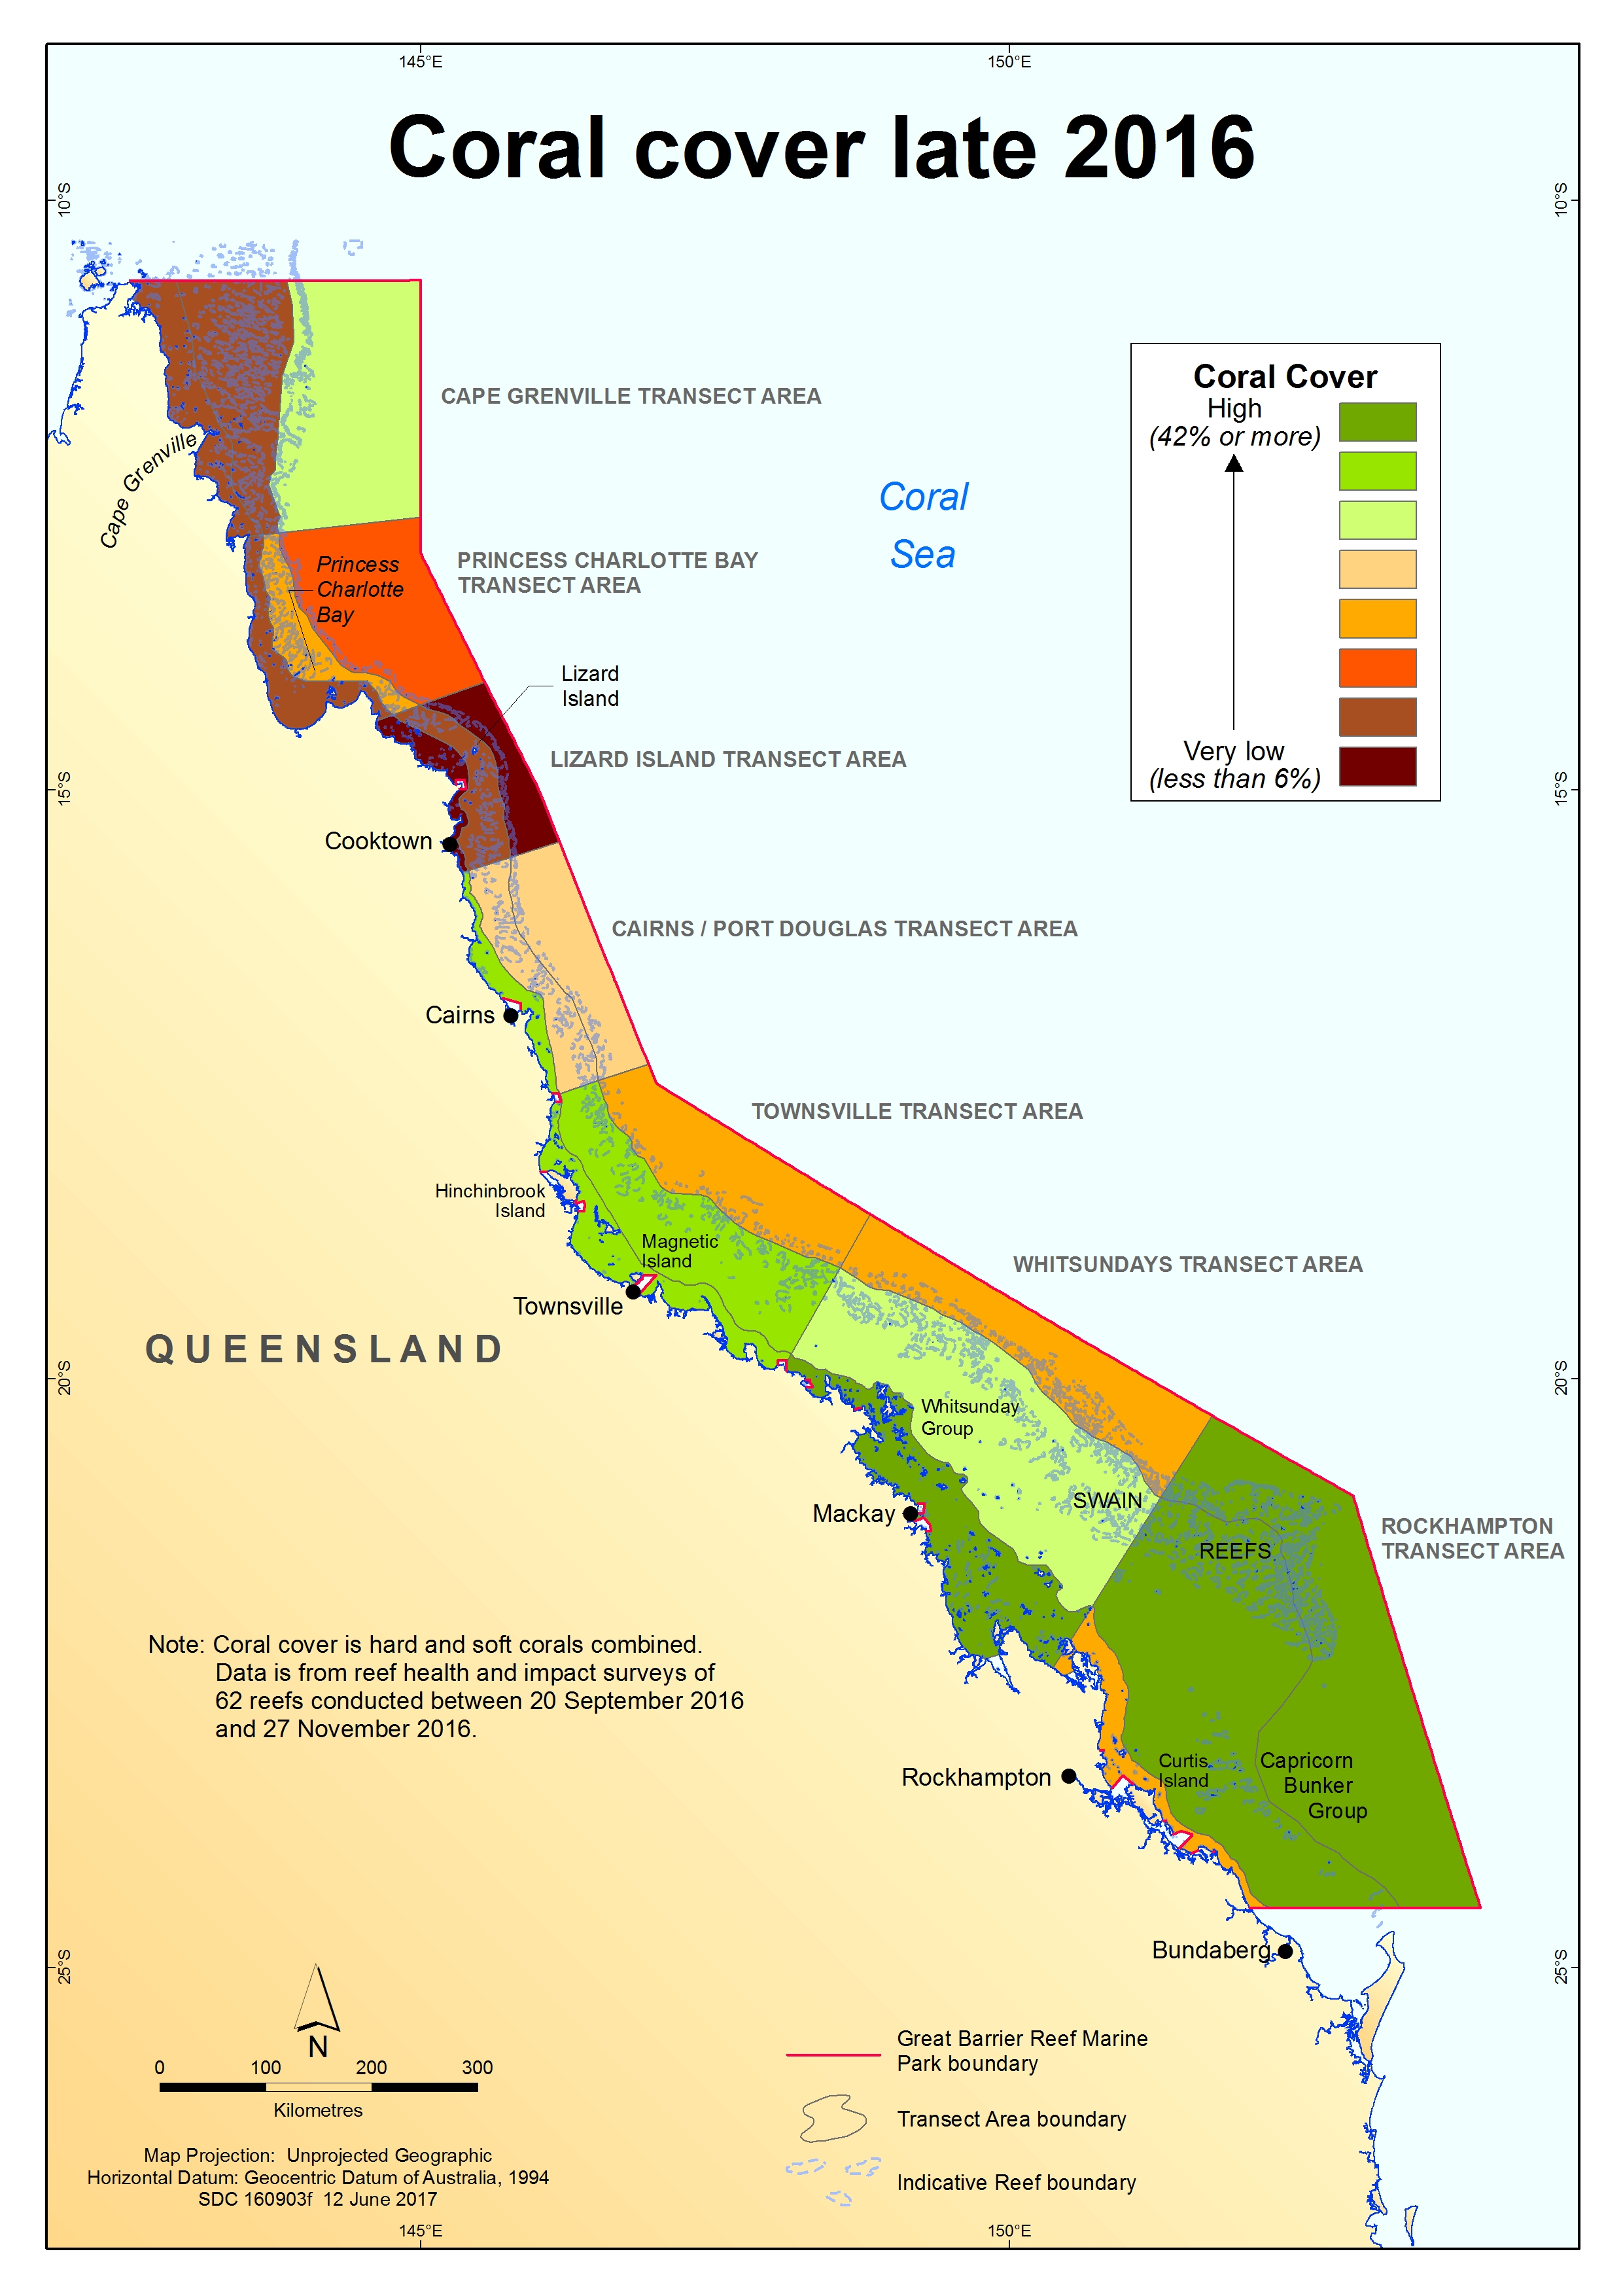 145°E
150°E
Coral cover late 2016
10°S
10°S
CAPE GRENVILLE TRANSECT AREA
Coral Cover
High
(42% or more)
Very low
(less than 6%)
Cape Grenville
Coral
Sea
Princess
Charlotte
Bay
PRINCESS CHARLOTTE BAY
TRANSECT AREA
Lizard
Island
LIZARD ISLAND TRANSECT AREA
15°S
15°S
Cooktown
CAIRNS / PORT DOUGLAS TRANSECT AREA
Cairns
TOWNSVILLE TRANSECT AREA
Hinchinbrook
Island
Magnetic
Island
WHITSUNDAYS TRANSECT AREA
Townsville
QUEENSLAND
20°S
20°S
Whitsunday
Group
Mackay
SWAIN
REEFS
ROCKHAMPTON
TRANSECT AREA
Note: Coral cover is hard and soft corals combined.
Data is from reef health and impact surveys of
62 reefs conducted between 20 September 2016
and 27 November 2016.
Rockhampton
Curtis
Island
Capricorn
Bunker
Group
Bundaberg
25°S
25°S
N
0 100 200 300
Kilometres
Map Projection: Unprojected Geographic
Horizontal Datum: Geocentric Datum of Australia, 1994
SDC 160903f 12 June 2017
Great Barrier Reef Marine
Park boundary
Transect Area boundary
Indicative Reef boundary
145°E
150°E